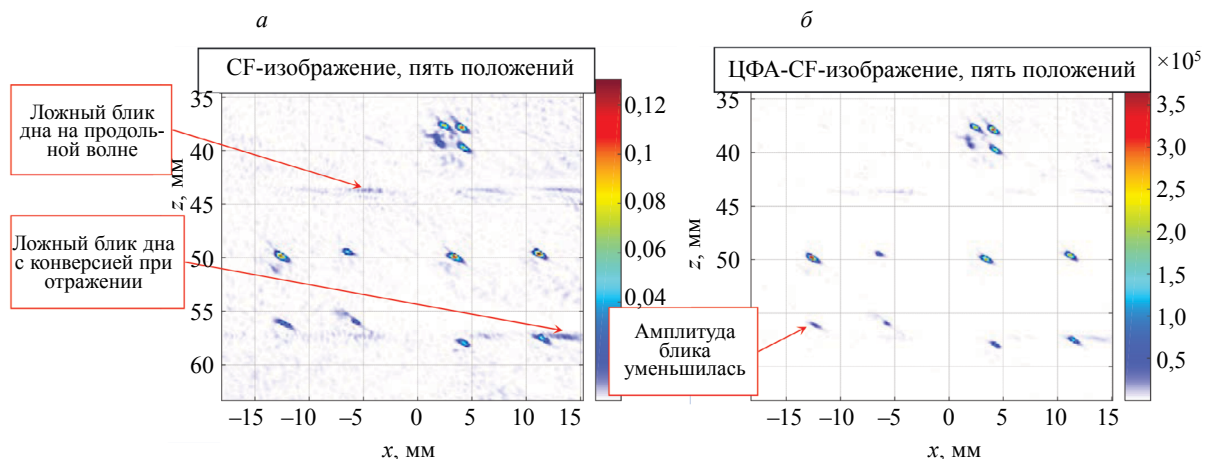 а
б
CF-изображение, пять положений
ЦФА-CF-изображение, пять положений
×10⁵
Ложный блик
дна на продоль-
ной волне
Ложный блик дна
с конверсией при
отражении
Амплитуда
блика
уменьшилась
35
40
45
50
55
60
z, мм
–15
–10
–5
0
5
10
15
x, мм
0,12
0,1
0,08
0,06
0,04
35
40
45
50
55
60
z, мм
–15
–10
–5
0
5
10
15
x, мм
3,5
3,0
2,5
2,0
1,5
1,0
0,5